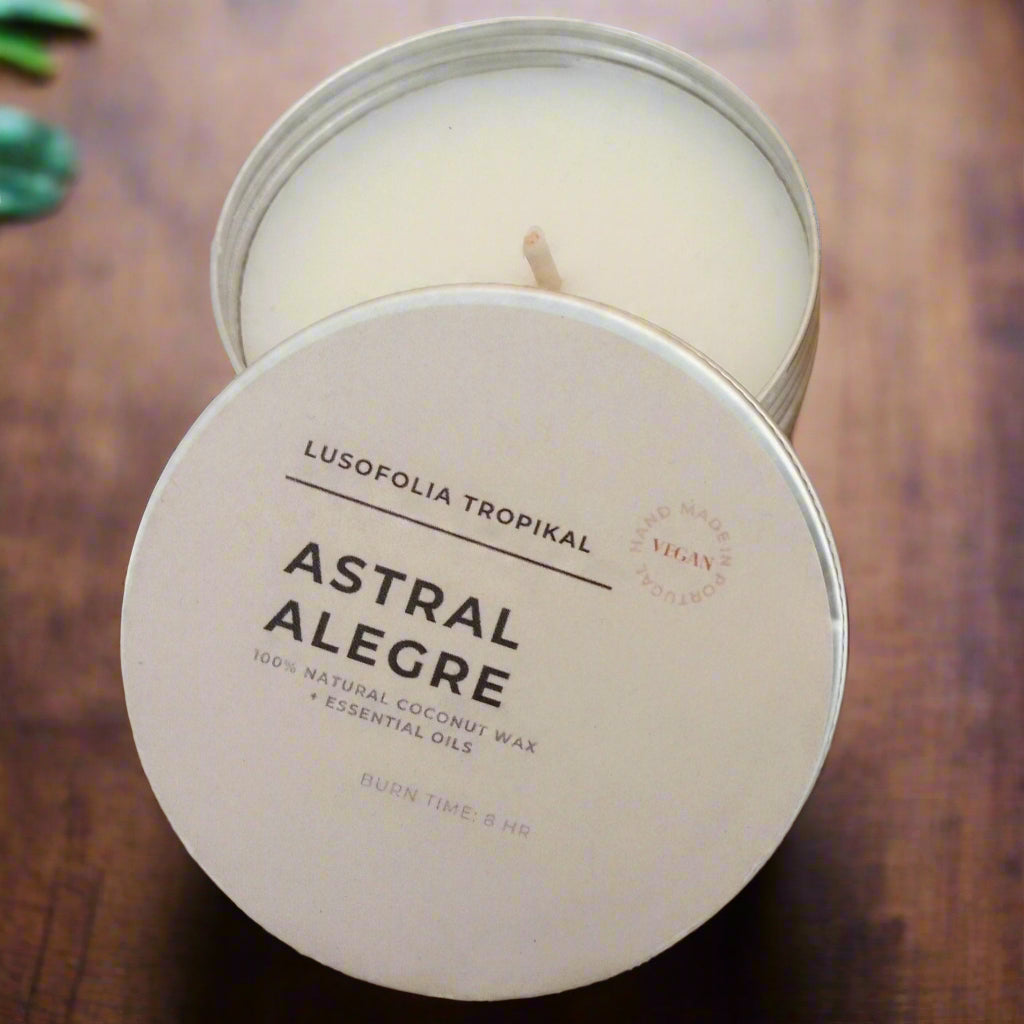 LUSOFOLIA TROPIKAL
HAND MADE IN PORTUGAL
VEGAN
ASTRAL
ALEGRE
100% NATURAL COCONUT WAX
+ ESSENTIAL OILS
BURN TIME: 8 HR